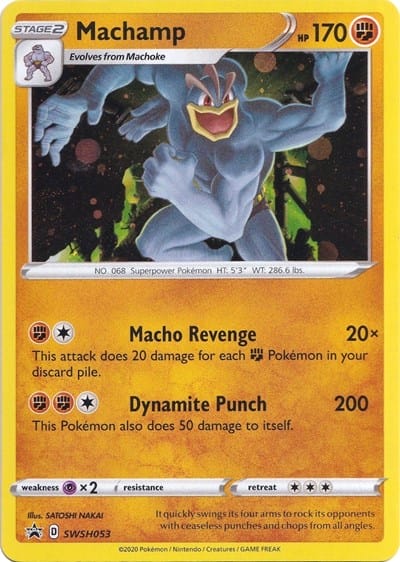 STAGE 2
Machamp
HP 170
Evolves from Machoke
NO. 068 Superpower Pokémon HT: 5'3" WT: 286.6 lbs.
Macho Revenge 20×
This attack does 20 damage for each Pokémon in your
discard pile.
Dynamite Punch 200
This Pokémon also does 50 damage to itself.
weakness ×2 resistance retreat
Illus. SATOSHI NAKAI
It quickly swings its four arms to rock its opponents
with ceaseless punches and chops from all angles.
D SWSH053
©2020 Pokémon / Nintendo / Creatures / GAME FREAK